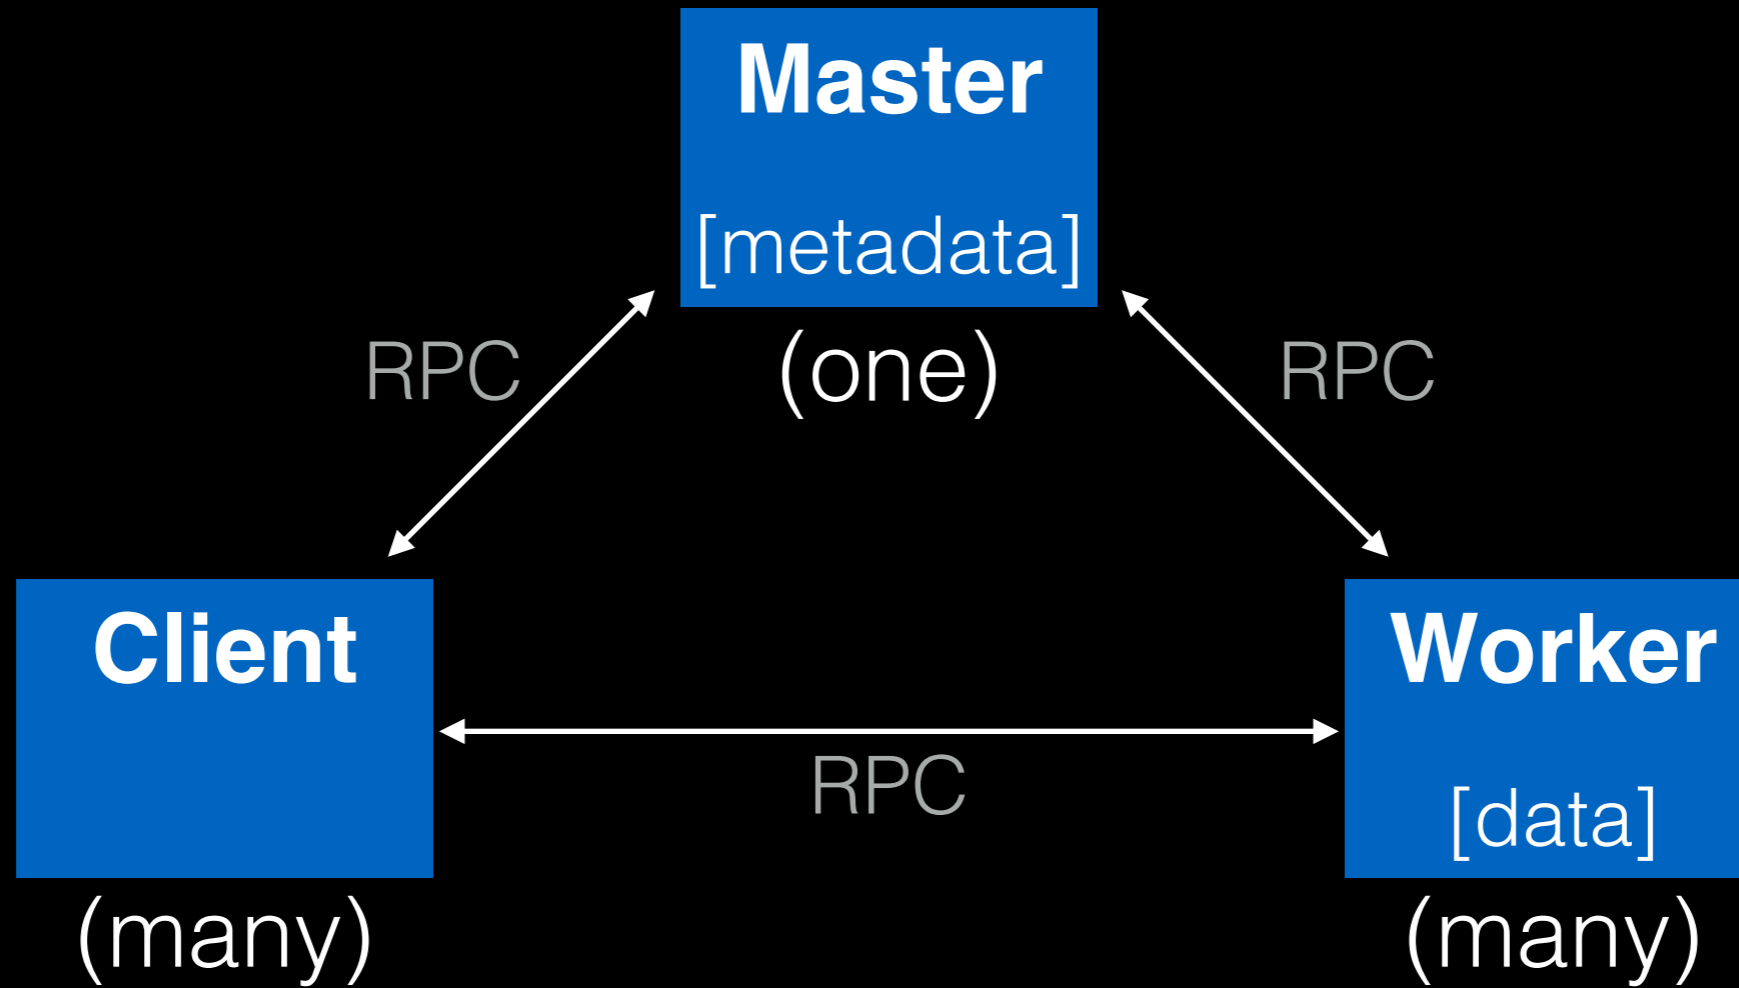 Master
[metadata]
(one)
RPC
RPC
Client
Worker
RPC
[data]
(many)
(many)